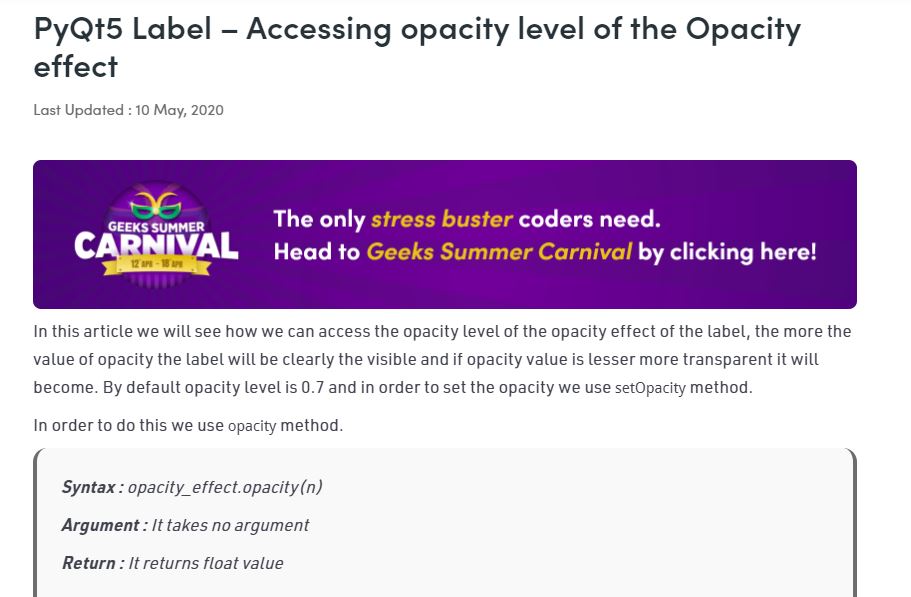 PyQt5 Label – Accessing opacity level of the Opacity
effect
Last Updated : 10 May, 2020
GEEKS SUMMER
CARNIVAL
12 APR - 18 APR
The only stress buster coders need.
Head to Geeks Summer Carnival by clicking here!
In this article we will see how we can access the opacity level of the opacity effect of the label, the more the
value of opacity the label will be clearly the visible and if opacity value is lesser more transparent it will
become. By default opacity level is 0.7 and in order to set the opacity we use setOpacity method.
In order to do this we use opacity method.
Syntax : opacity_effect.opacity(n)
Argument : It takes no argument
Return : It returns float value